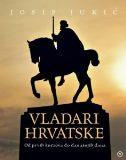 JOSIP JUKIĆ
VLADARI
HRVATSKE
Od prvih knezova do današnjih dana